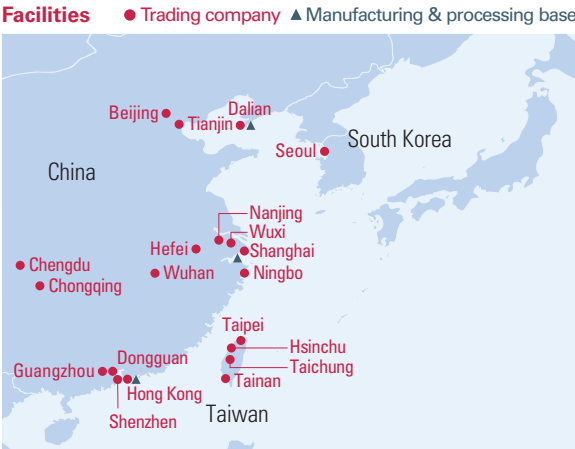 Facilities ● Trading company ▲ Manufacturing & processing base
Beijing
Dalian
Tianjin
Seoul
South Korea
China
Nanjing
Wuxi
Hefei
Shanghai
Chengdu
Wuhan
Ningbo
Chongqing
Taipei
Hsinchu
Dongguan
Guangzhou
Taichung
Tainan
Hong Kong
Taiwan
Shenzhen